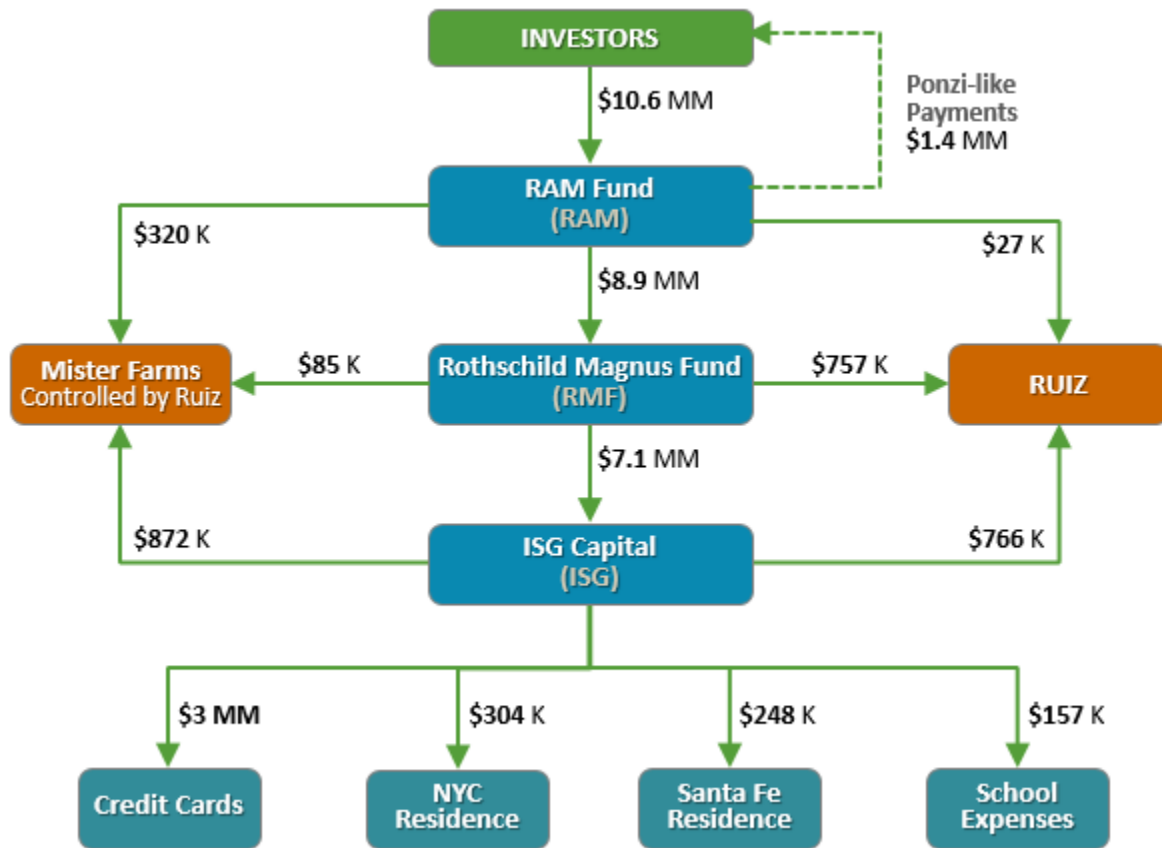 INVESTORS
$10.6 MM
Ponzi-like
Payments
$1.4 MM
RAM Fund
(RAM)
$320 K
$27 K
$8.9 MM
Mister Farms
Controlled by Ruiz
$85 K
Rothschild Magnus Fund
(RMF)
$757 K
RUIZ
$7.1 MM
$872 K
ISG Capital
(ISG)
$766 K
$3 MM
$304 K
$248 K
$157 K
Credit Cards
NYC
Residence
Santa Fe
Residence
School
Expenses